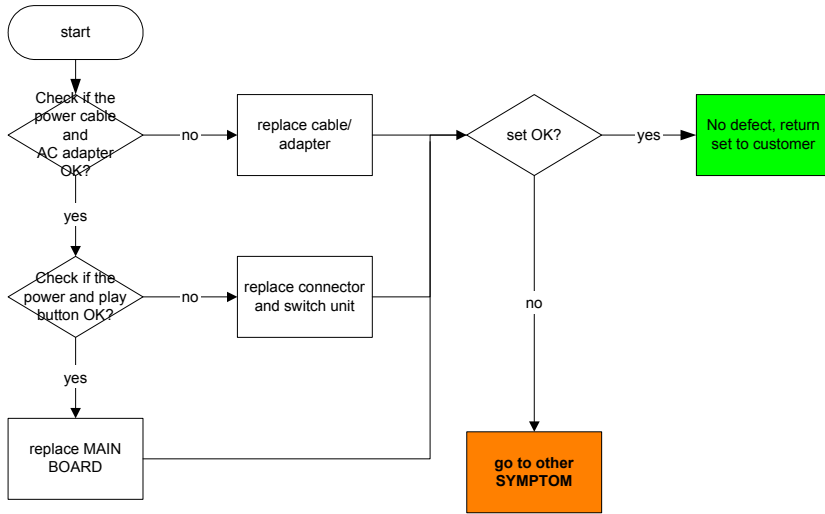 start
Check if the
power cable
and
AC adapter
OK?
no
replace cable/
adapter
set OK?
yes
No defect, return
set to customer
yes
Check if the
power and play
button OK?
no
replace connector
and switch unit
no
yes
replace MAIN
BOARD
go to other
SYMPTOM